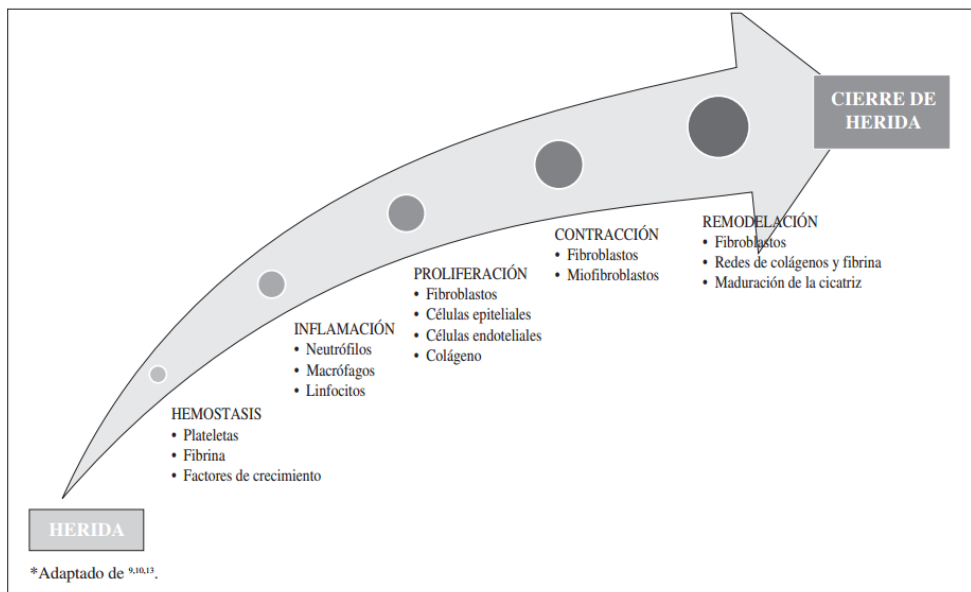 HERIDA
HEMOSTASIS
• Plateletas
• Fibrina
• Factores de crecimiento
INFLAMACIÓN
• Neutrófilos
• Macrófagos
• Linfocitos
PROLIFERACIÓN
• Fibroblastos
• Células epiteliales
• Células endoteliales
• Colágeno
CONTRACCIÓN
• Fibroblastos
• Miofibroblastos
REMODELACIÓN
• Fibroblastos
• Redes de colágenos y fibrina
• Maduración de la cicatriz
CIERRE DE
HERIDA
*Adaptado de 9,10,13.